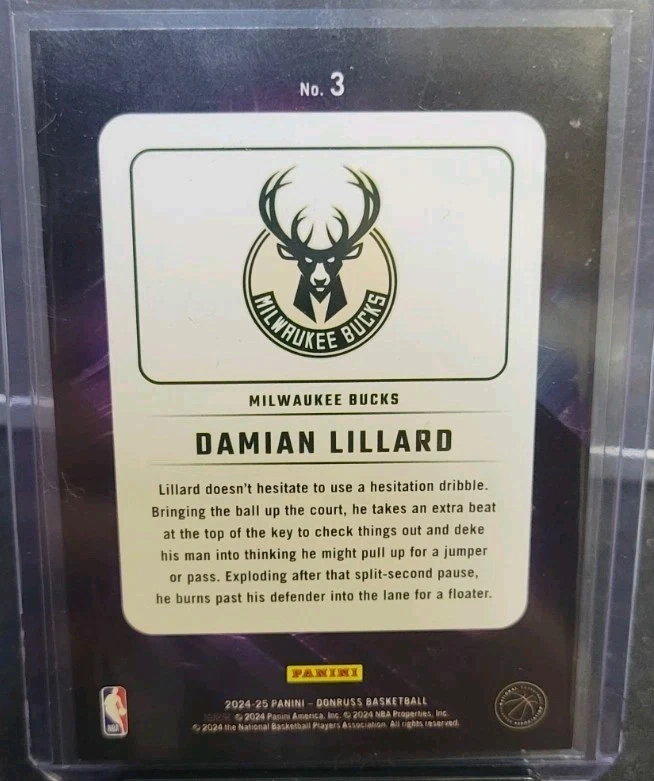 No. 3
MILWAUKEE BUCKS
MILWAUKEE BUCKS
DAMIAN LILLARD
Lillard doesn't hesitate to use a hesitation dribble.
Bringing the ball up the court, he takes an extra beat
at the top of the key to check things out and deke
his man into thinking he might pull up for a jumper
or pass. Exploding after that split-second pause,
he burns past his defender into the lane for a floater.
PANINI
2024-25 PANINI – DONRUSS BASKETBALL
© 2024 Panini America, Inc. © 2024 NBA Properties, Inc.
© 2024 the National Basketball Players Association. All rights reserved.
NBA